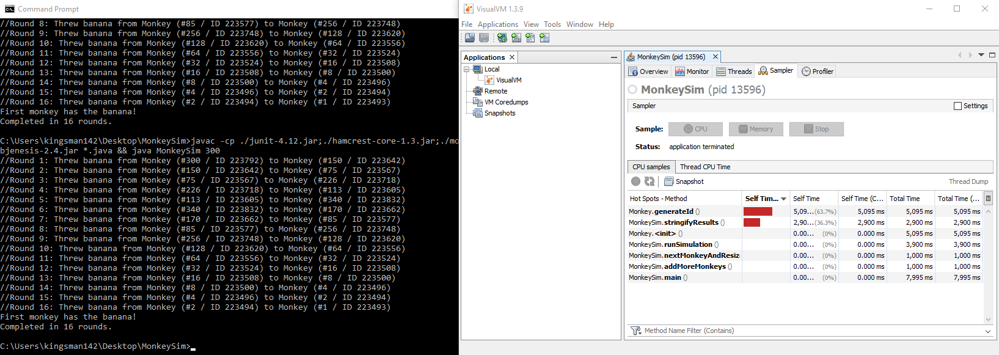 Command Prompt
//Round 8: Threw banana from Monkey (#85 / ID 223577) to Monkey (#256 / ID 223748)
//Round 9: Threw banana from Monkey (#256 / ID 223748) to Monkey (#128 / ID 223620)
//Round 10: Threw banana from Monkey (#128 / ID 223620) to Monkey (#64 / ID 223556)
//Round 11: Threw banana from Monkey (#64 / ID 223556) to Monkey (#32 / ID 223524)
//Round 12: Threw banana from Monkey (#32 / ID 223524) to Monkey (#16 / ID 223508)
//Round 13: Threw banana from Monkey (#16 / ID 223508) to Monkey (#8 / ID 223500)
//Round 14: Threw banana from Monkey (#8 / ID 223500) to Monkey (#4 / ID 223496)
//Round 15: Threw banana from Monkey (#4 / ID 223496) to Monkey (#2 / ID 223494)
//Round 16: Threw banana from Monkey (#2 / ID 223494) to Monkey (#1 / ID 223493)
First monkey has the banana!
Completed in 16 rounds.
C:\Users\kingsman142\Desktop\MonkeySim>javac -cp ./junit-4.12.jar;./hamcrest-core-1.3.jar;./mo
bjenesis-2.4.jar *.java && java MonkeySim 300
//Round 1: Threw banana from Monkey (#300 / ID 223792) to Monkey (#150 / ID 223642)
//Round 2: Threw banana from Monkey (#150 / ID 223642) to Monkey (#75 / ID 223567)
//Round 3: Threw banana from Monkey (#75 / ID 223567) to Monkey (#226 / ID 223718)
//Round 4: Threw banana from Monkey (#226 / ID 223718) to Monkey (#113 / ID 223605)
//Round 5: Threw banana from Monkey (#113 / ID 223605) to Monkey (#340 / ID 223832)
//Round 6: Threw banana from Monkey (#340 / ID 223832) to Monkey (#170 / ID 223662)
//Round 7: Threw banana from Monkey (#170 / ID 223662) to Monkey (#85 / ID 223577)
//Round 8: Threw banana from Monkey (#85 / ID 223577) to Monkey (#256 / ID 223748)
//Round 9: Threw banana from Monkey (#256 / ID 223748) to Monkey (#128 / ID 223620)
//Round 10: Threw banana from Monkey (#128 / ID 223620) to Monkey (#64 / ID 223556)
//Round 11: Threw banana from Monkey (#64 / ID 223556) to Monkey (#32 / ID 223524)
//Round 12: Threw banana from Monkey (#32 / ID 223524) to Monkey (#16 / ID 223508)
//Round 13: Threw banana from Monkey (#16 / ID 223508) to Monkey (#8 / ID 223500)
//Round 14: Threw banana from Monkey (#8 / ID 223500) to Monkey (#4 / ID 223496)
//Round 15: Threw banana from Monkey (#4 / ID 223496) to Monkey (#2 / ID 223494)
//Round 16: Threw banana from Monkey (#2 / ID 223494) to Monkey (#1 / ID 223493)
First monkey has the banana!
Completed in 16 rounds.
C:\Users\kingsman142\Desktop\MonkeySim>
VisualVM 1.3.9
File Applications View Tools Window Help
Applications
Local
VisualVM
Remote
VM Coredumps
Snapshots
MonkeySim (pid 13596)
Overview Monitor Threads Sampler Profiler
MonkeySim (pid 13596)
Sampler Settings
Sample: CPU Memory Stop
Status: application terminated
CPU samples Thread CPU Time
Snapshot Thread Dump
Hot Spots - Method Self Tim... Self Time Self Time (C... Total Time Total Time (...
Monkey.generateId () 5,09... (63.7%) 5,095 ms 5,095 ms 5,095 ms
MonkeySim.stringifyResults () 2,90... (36.3%) 2,900 ms 2,900 ms 2,900 ms
Monkey.<init> () 0.00... (0%) 0.000 ms 5,095 ms 5,095 ms
MonkeySim.runSimulation () 0.00... (0%) 0.000 ms 3,900 ms 3,900 ms
MonkeySim.nextMonkeyAndResize 0.00... (0%) 0.000 ms 1,000 ms 1,000 ms
MonkeySim.addMoreMonkeys () 0.00... (0%) 0.000 ms 1,000 ms 1,000 ms
MonkeySim.main () 0.00... (0%) 0.000 ms 7,995 ms 7,995 ms
Method Name Filter (Contains)